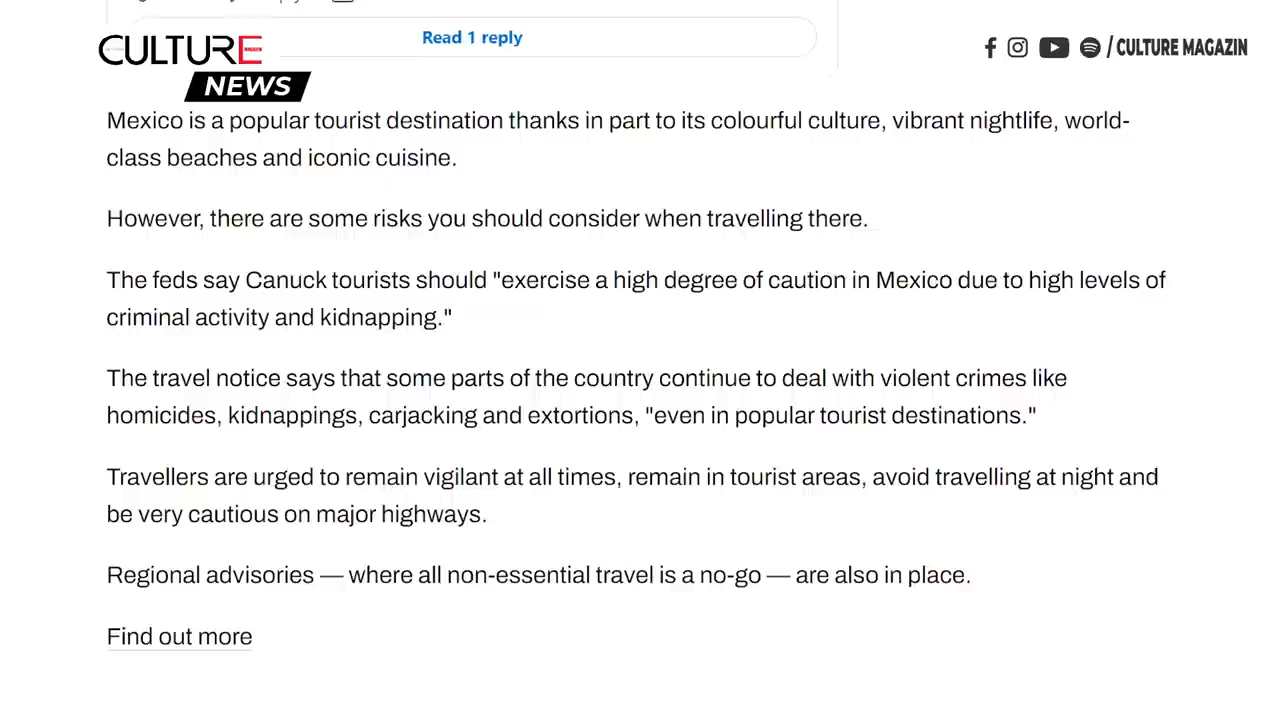 Read 1 reply
CULTURE
NEWS
/ CULTURE MAGAZIN
Mexico is a popular tourist destination thanks in part to its colourful culture, vibrant nightlife, world-
class beaches and iconic cuisine.
However, there are some risks you should consider when travelling there.
The feds say Canuck tourists should "exercise a high degree of caution in Mexico due to high levels of
criminal activity and kidnapping."
The travel notice says that some parts of the country continue to deal with violent crimes like
homicides, kidnappings, carjacking and extortions, "even in popular tourist destinations."
Travellers are urged to remain vigilant at all times, remain in tourist areas, avoid travelling at night and
be very cautious on major highways.
Regional advisories — where all non-essential travel is a no-go — are also in place.
Find out more